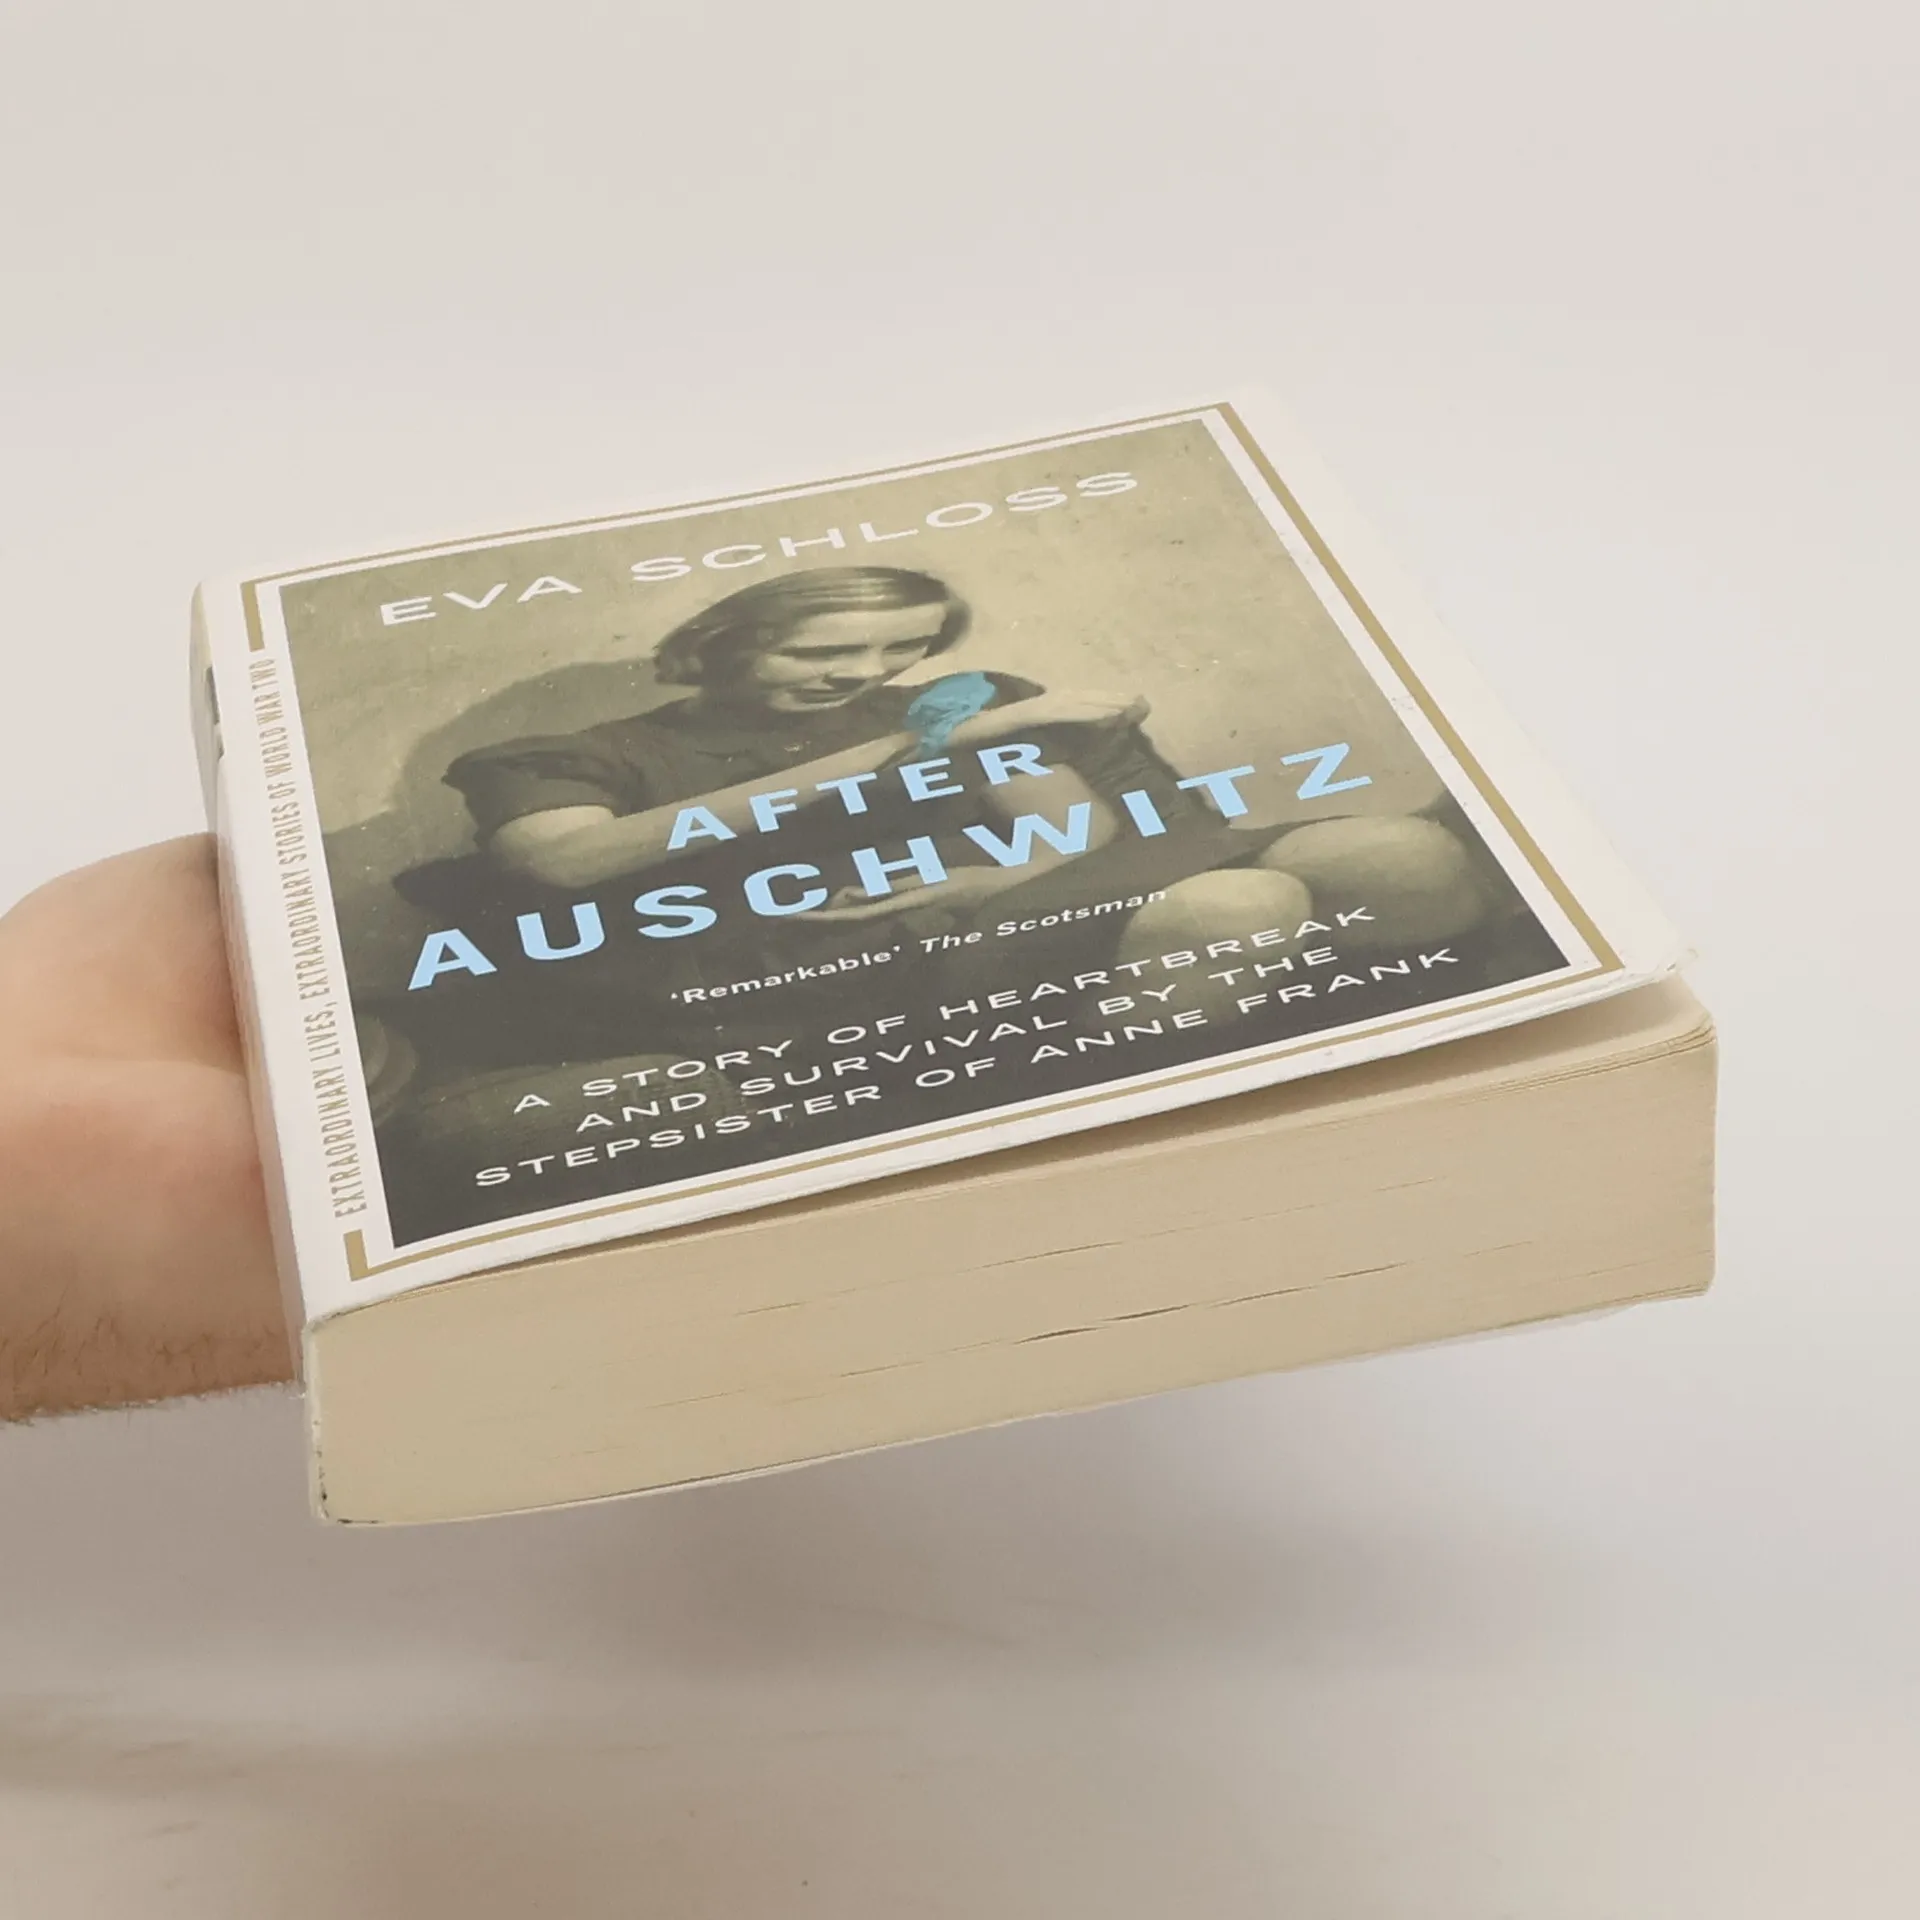 EVA SCHLOSS
AFTER
AUSCHWITZ
'Remarkable' The Scotsman
A STORY OF HEARTBREAK
AND SURVIVAL BY THE
STEPSISTER OF ANNE FRANK
EXTRAORDINARY LIVES, EXTRAORDINARY STORIES OF WORLD WAR TWO